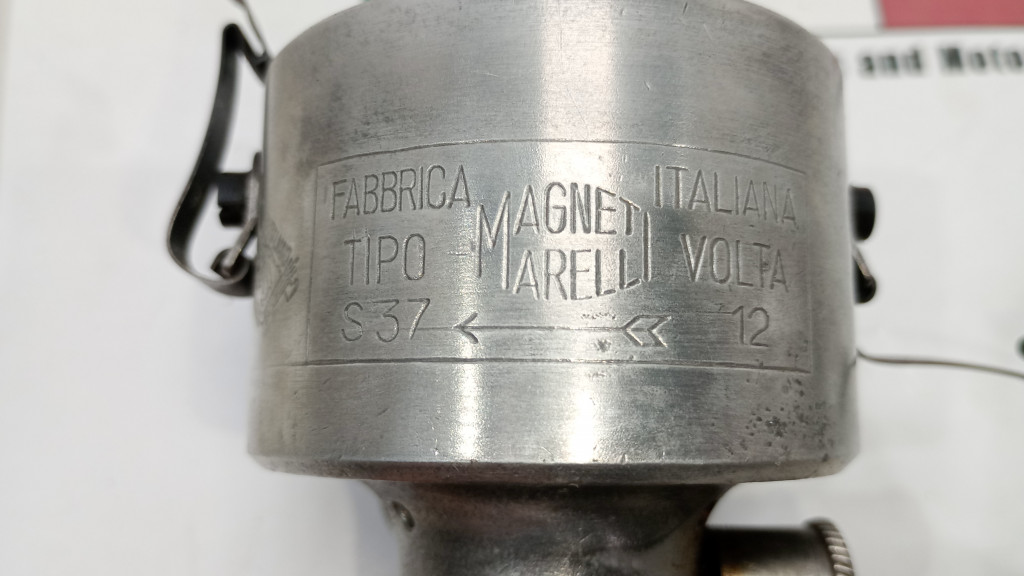 and Moto
FABBRICA MAGNETI MARELLI ITALIANA
TIPO VOLTA
S 37 12